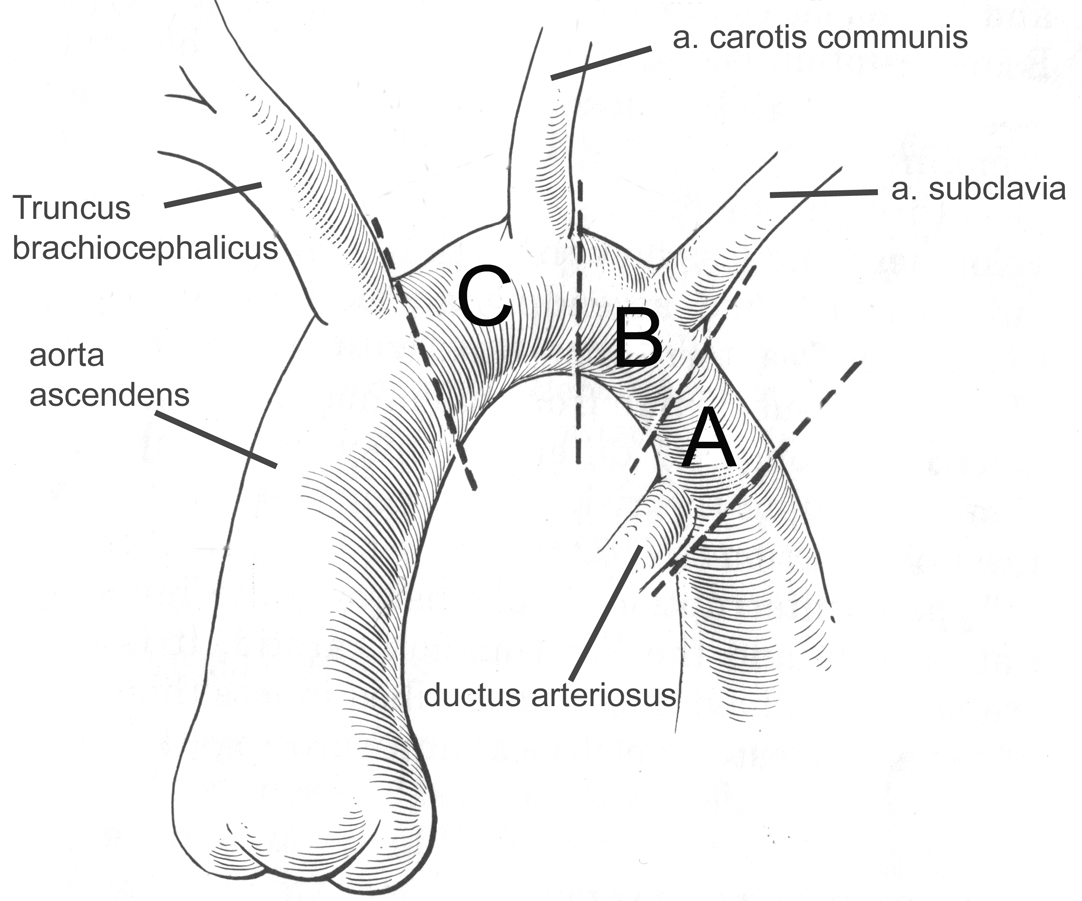 a. carotis communis
a. subclavia
Truncus
brachiocephalicus
C
B
aorta
ascendens
A
ductus arteriosus